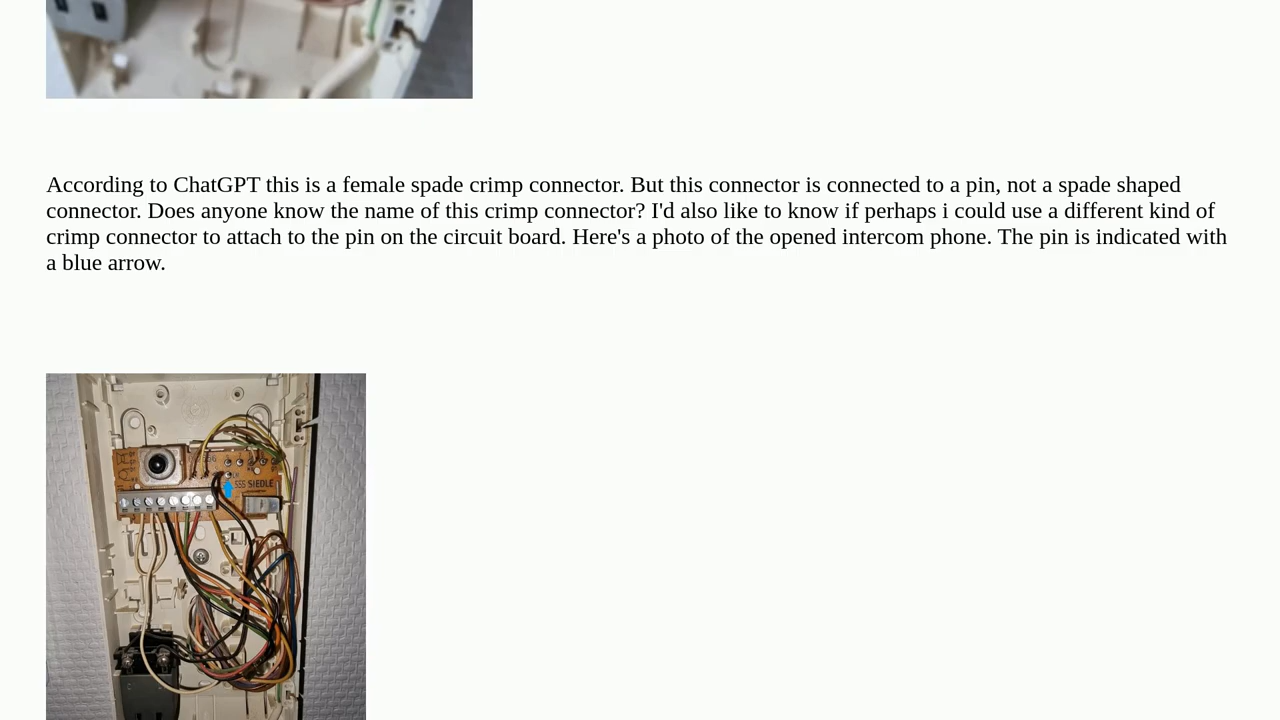 According to ChatGPT this is a female spade crimp connector. But this connector is connected to a pin, not a spade shaped
connector. Does anyone know the name of this crimp connector? I'd also like to know if perhaps i could use a different kind of
crimp connector to attach to the pin on the circuit board. Here's a photo of the opened intercom phone. The pin is indicated with
a blue arrow.
555 SIEDLE